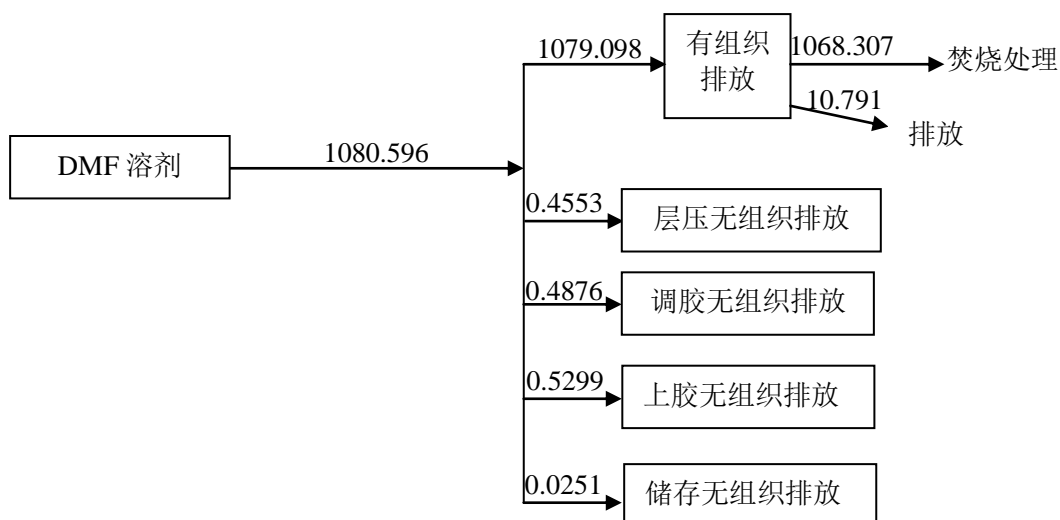 1079.098
有组织
排放
1068.307
焚烧处理
10.791
排放
DMF 溶剂
1080.596
0.4553
层压无组织排放
0.4876
调胶无组织排放
0.5299
上胶无组织排放
0.0251
储存无组织排放